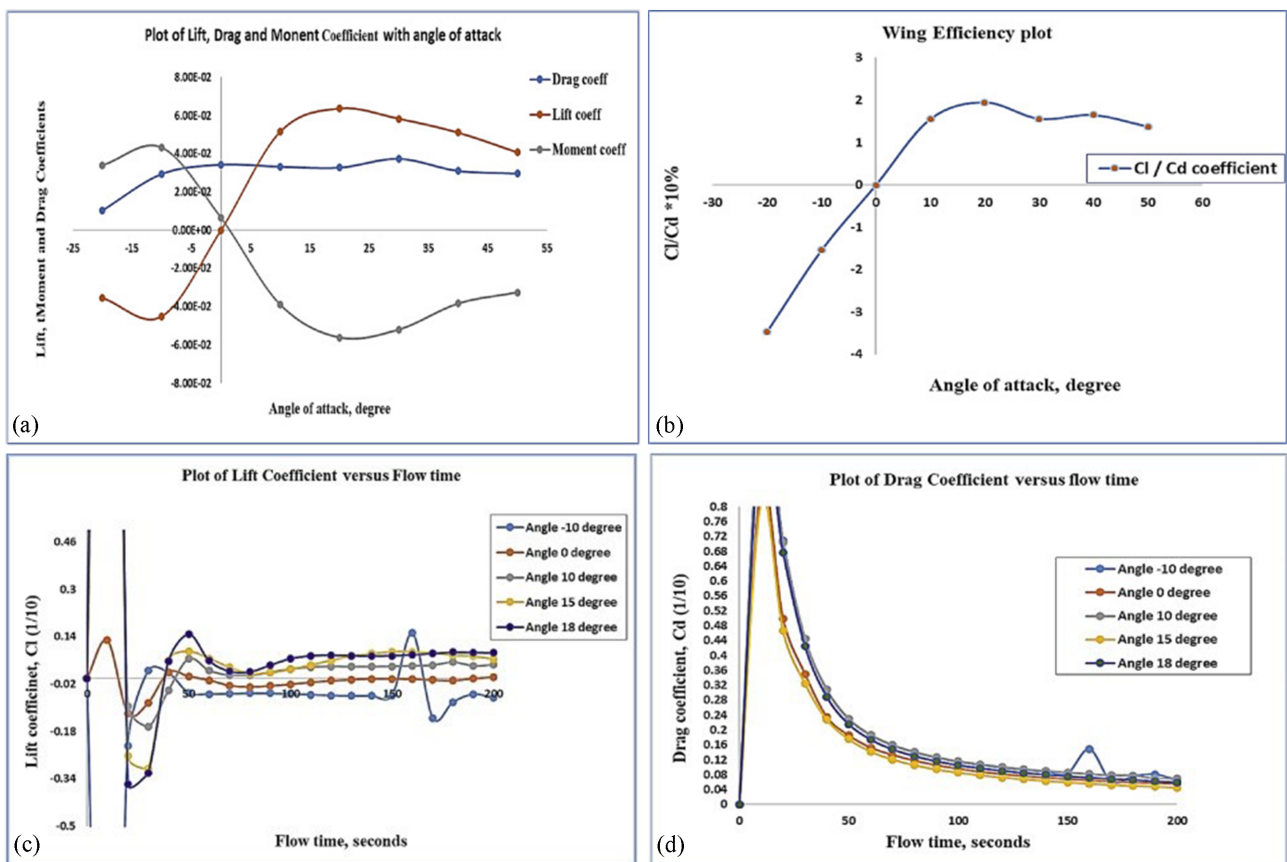 Plot of Lift, Drag and Monent Coefficient with angle of attack
8.00E-02
6.00E-02
4.00E-02
2.00E-02
0.00E+00
-2.00E-02
-4.00E-02
-6.00E-02
-8.00E-02
-25 -15 -5 5 15 25 35 45 55
Drag coeff
Lift coeff
Moment coeff
Lift, tMoment and Drag Coefficients
Angle of attack, degree
(a)
Wing Efficiency plot
3
2
1
0
-1
-2
-3
-4
-30 -20 -10 0 10 20 30 40 50 60
Cl / Cd coefficient
Cl/Cd *10%
Angle of attack, degree
(b)
Plot of Lift Coefficient versus Flow time
0.46
0.3
0.14
-0.02
-0.18
-0.34
-0.5
0 50 100 150 200
Angle -10 degree
Angle 0 degree
Angle 10 degree
Angle 15 degree
Angle 18 degree
Lift coefficinet, Cl (1/10)
Flow time, seconds
(c)
Plot of Drag Coefficient versus flow time
0.8
0.76
0.72
0.68
0.64
0.6
0.56
0.52
0.48
0.44
0.4
0.36
0.32
0.28
0.24
0.2
0.16
0.12
0.08
0.04
0
0 50 100 150 200
Angle -10 degree
Angle 0 degree
Angle 10 degree
Angle 15 degree
Angle 18 degree
Drag coefficient, Cd (1/10)
Flow time, seconds
(d)